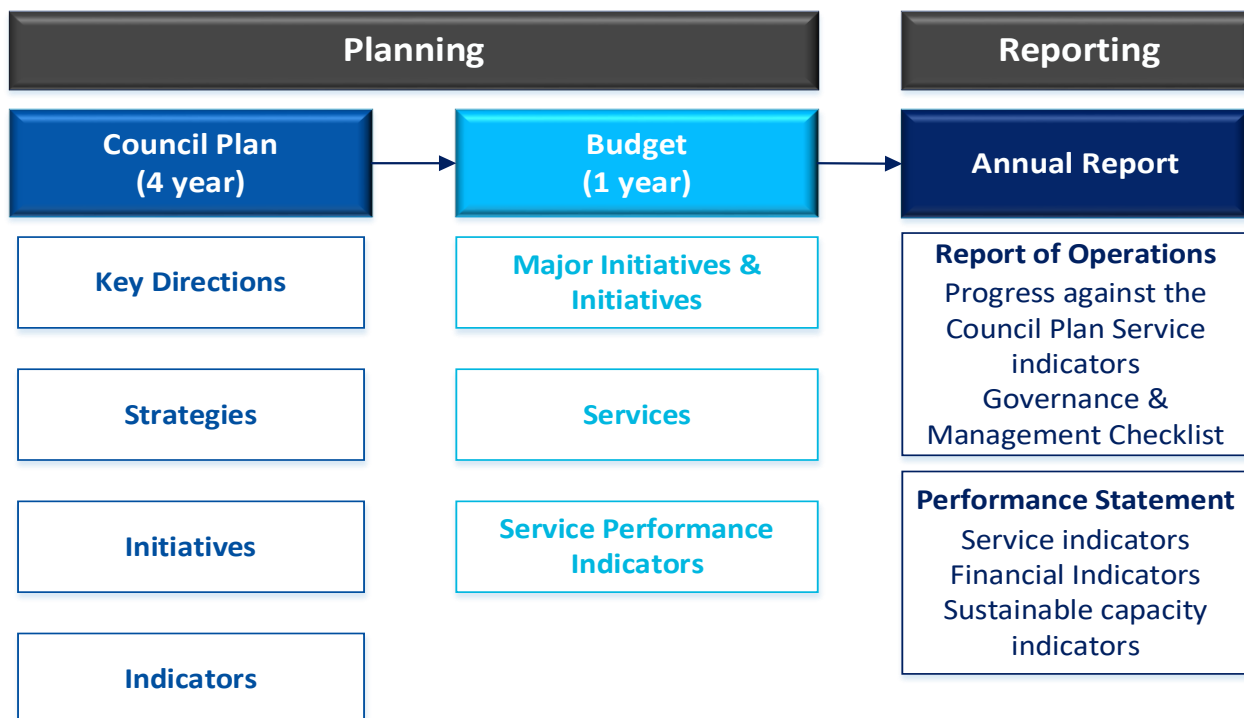 Planning
Reporting
Council Plan
(4 year)
Budget
(1 year)
Annual Report
Key Directions
Strategies
Initiatives
Indicators
Major Initiatives &
Initiatives
Services
Service Performance
Indicators
Report of Operations
Progress against the
Council Plan Service
indicators
Governance &
Management Checklist
Performance Statement
Service indicators
Financial Indicators
Sustainable capacity
indicators